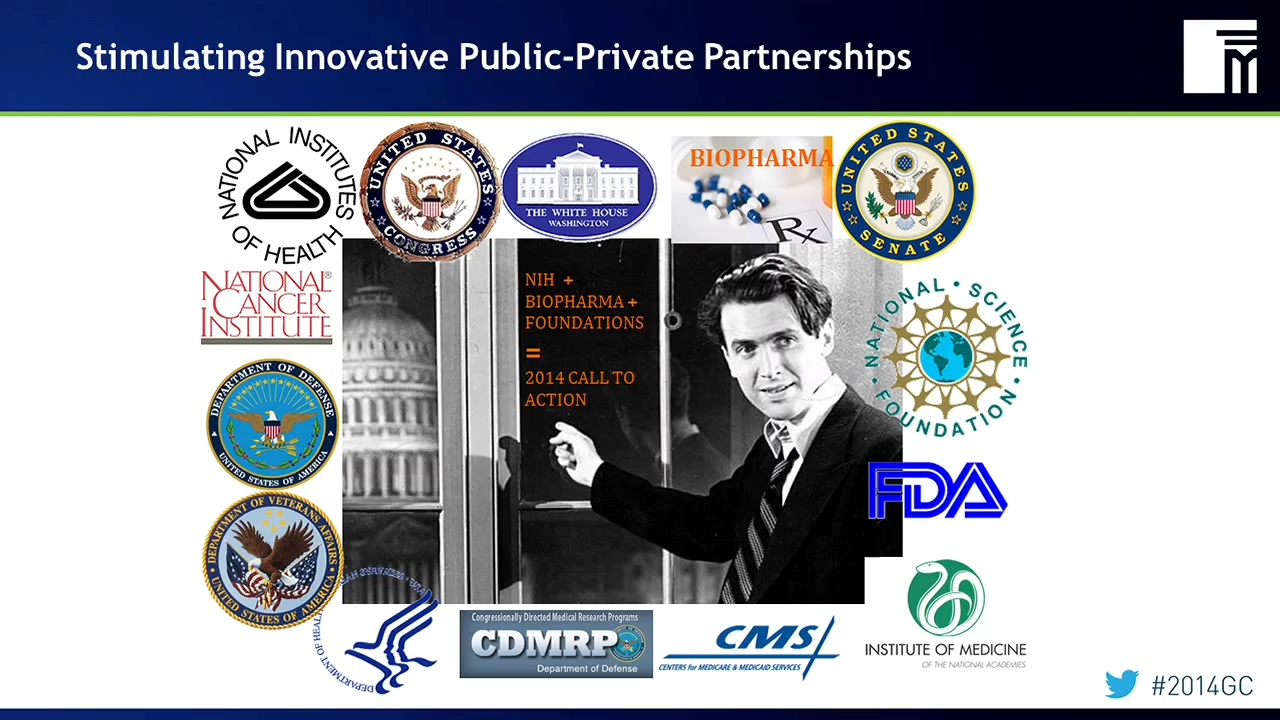 Stimulating Innovative Public-Private Partnerships
NATIONAL INSTITUTES
OF HEALTH
UNITED STATES
CONGRESS
THE WHITE HOUSE
WASHINGTON
BIOPHARMA
Rx
UNITED STATES
SENATE
NATIONAL®
CANCER
INSTITUTE
NIH +
BIOPHARMA +
FOUNDATIONS
=
2014 CALL TO
ACTION
NATIONAL • SCIENCE
FOUNDATION
DEPARTMENT OF DEFENSE
UNITED STATES OF AMERICA
FDA
DEPARTMENT OF VETERANS AFFAIRS
UNITED STATES OF AMERICA
DEPARTMENT OF HEALTH
Congressionally Directed Medical Research Programs
CDMRP
Department of Defense
CMS
CENTERS for MEDICARE & MEDICAID SERVICES
INSTITUTE OF MEDICINE
OF THE NATIONAL ACADEMIES
#2014GC